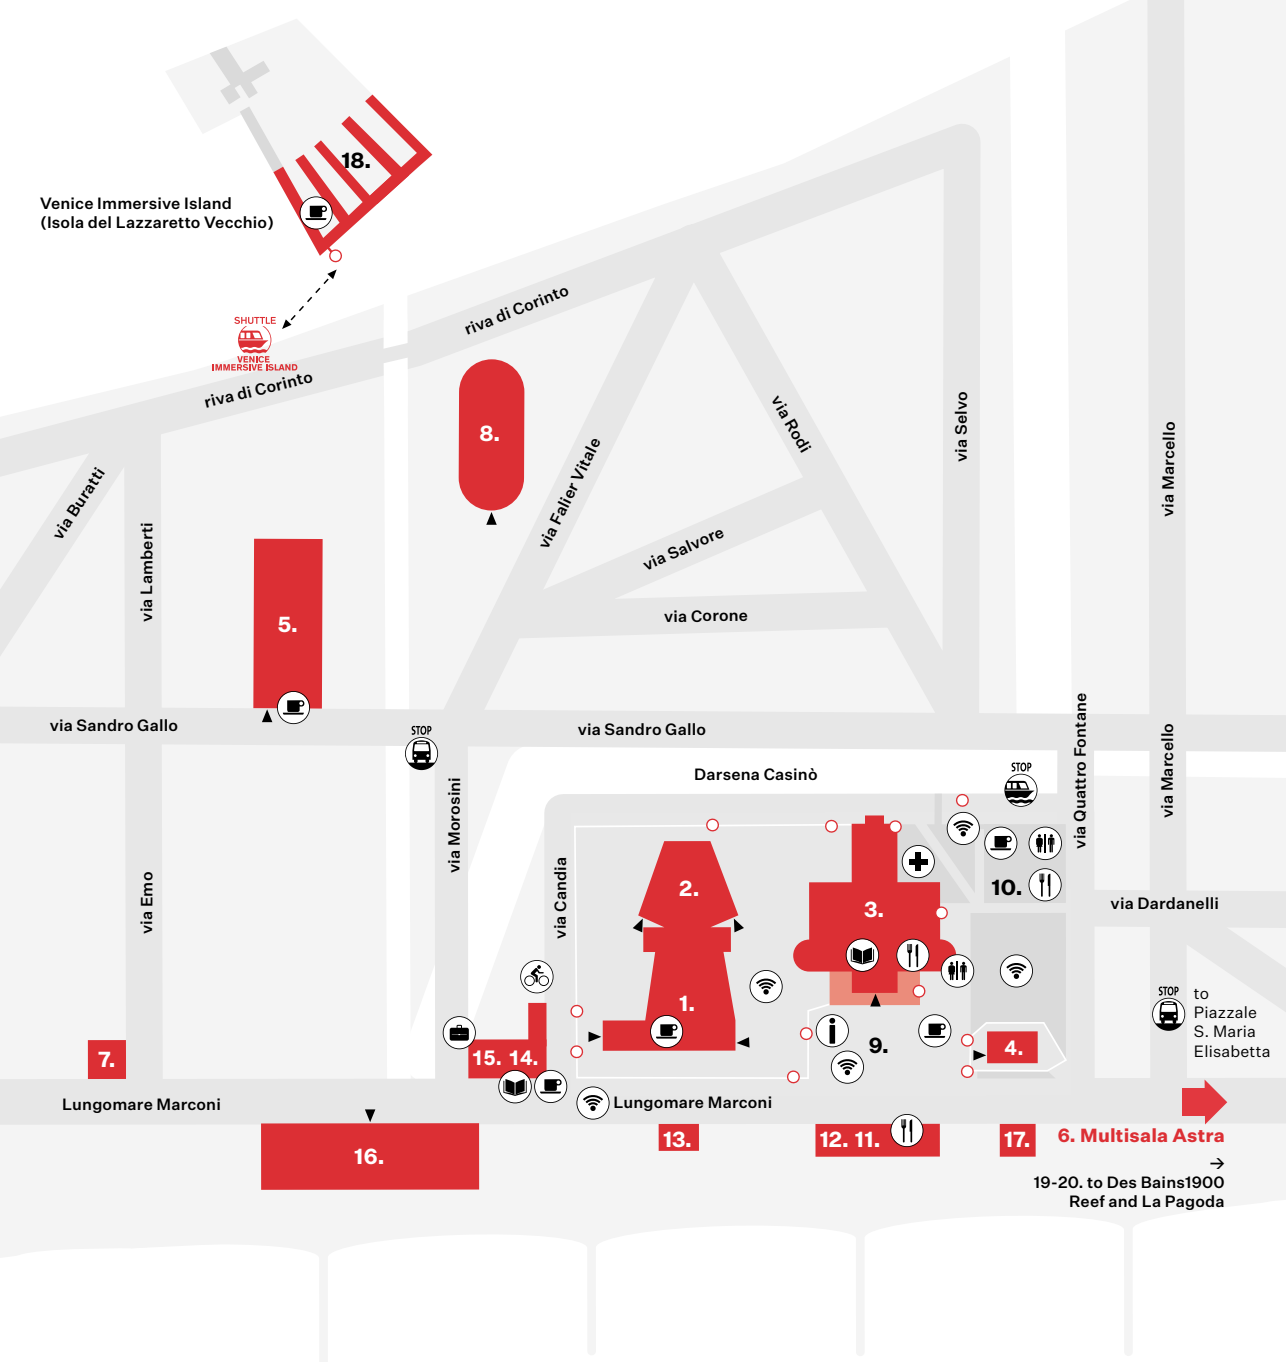 18.
Venice Immersive Island
(Isola del Lazzaretto Vecchio)
SHUTTLE
VENICE
IMMERSIVE ISLAND
riva di Corinto
riva di Corinto
8.
via Falier Vitale
via Rodi
via Selvo
via Marcello
via Buratti
via Lamberti
via Salvore
via Corone
5.
via Sandro Gallo
STOP
via Sandro Gallo
Darsena Casinò
STOP
via Quattro Fontane
via Marcello
via Morosini
via Emo
via Candia
2.
3.
10.
via Dardanelli
1.
STOP
to
Piazzale
S. Maria
Elisabetta
7.
15. 14.
9.
4.
Lungomare Marconi
Lungomare Marconi
16.
13.
12. 11.
17.
6. Multisala Astra
→
19-20. to Des Bains1900
Reef and La Pagoda